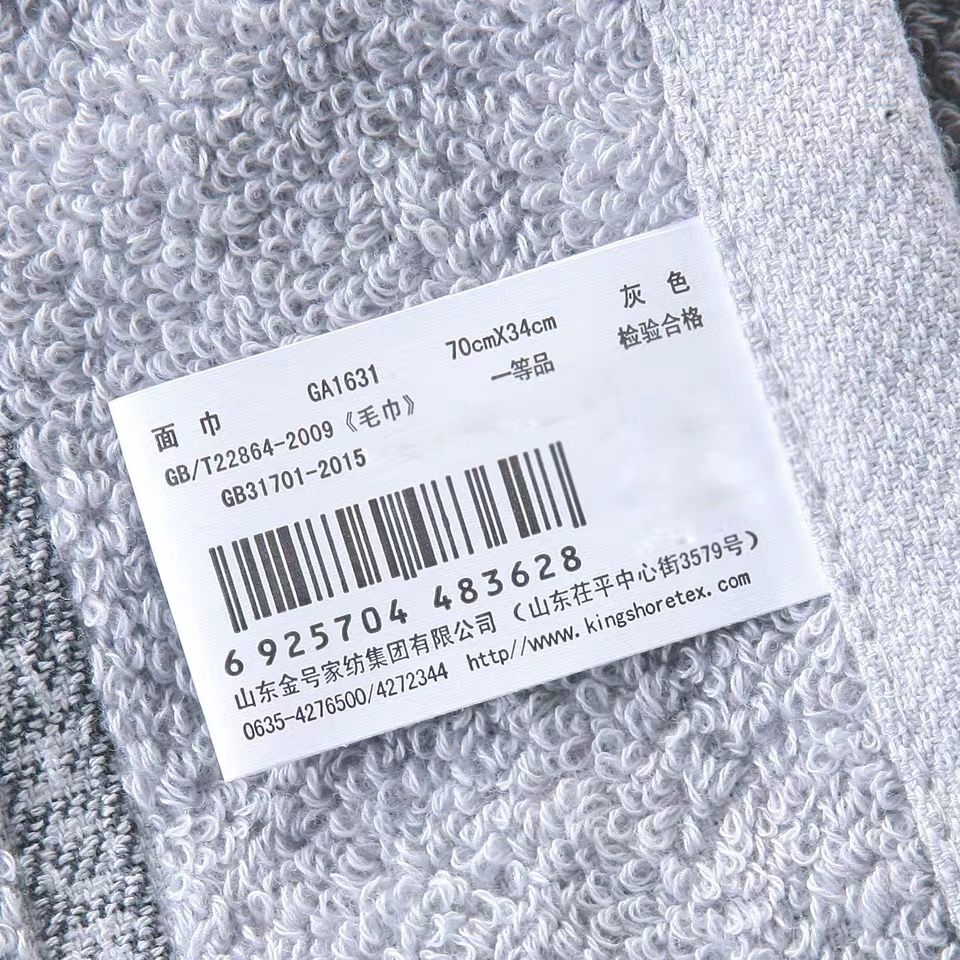 面巾 GA1631 70cmX34cm 灰色
GB/T22864-2009《毛巾》 一等品 检验合格
GB31701-2015
6 925704 483628
山东金号家纺集团有限公司（山东茌平中心街3579号）
0635-4276500/4272344 http//www.kingshoretex.com